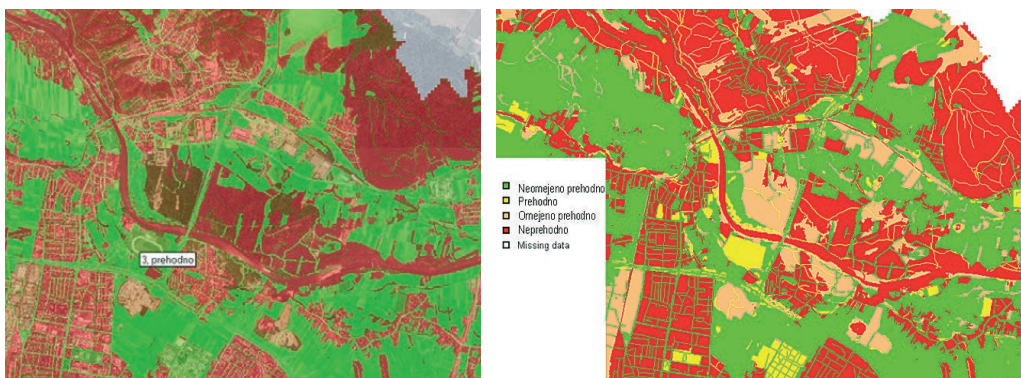 3, prehodno
Neomejeno prehodno
Prehodno
Omejeno prehodno
Neprehodno
Missing data